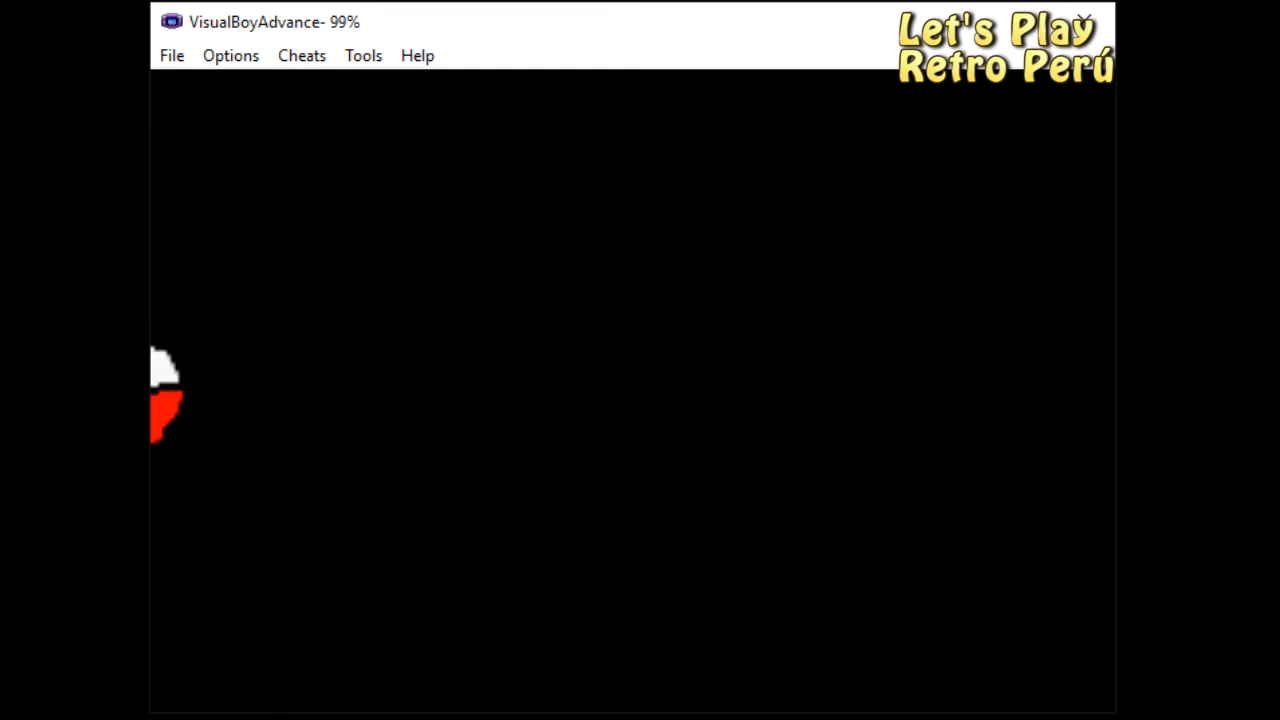 VisualBoyAdvance- 99%
File Options Cheats Tools Help
Let's Play
Retro Perú